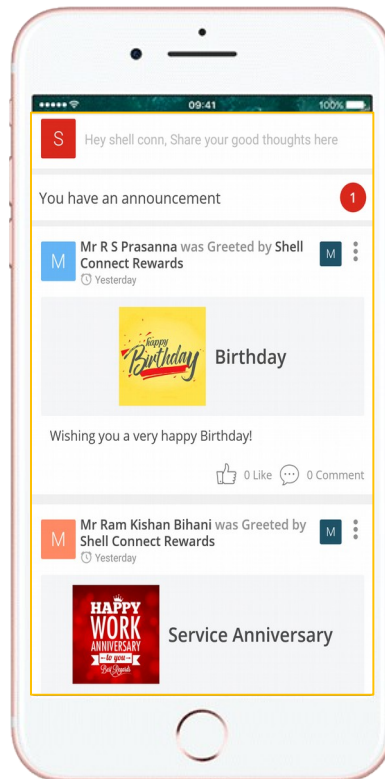 09:41
100%
S
Hey shell conn, Share your good thoughts here
You have an announcement
1
M
Mr R S Prasanna was Greeted by Shell
Connect Rewards
M
Yesterday
happy
Birthday
Birthday
Wishing you a very happy Birthday!
0 Like
0 Comment
M
Mr Ram Kishan Bihani was Greeted by
Shell Connect Rewards
M
Yesterday
HAPPY
WORK
ANNIVERSARY
to you
Best Regards
Service Anniversary